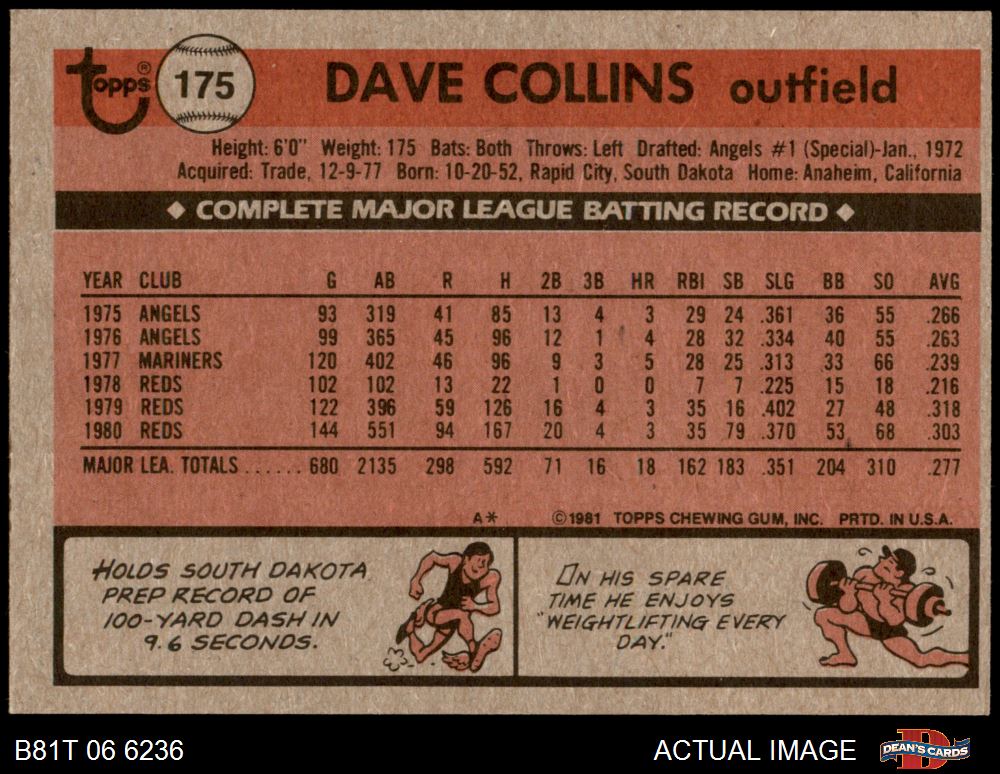 Topps® 175 DAVE COLLINS outfield
Height: 6'0" Weight: 175 Bats: Both Throws: Left Drafted: Angels #1 (Special)-Jan., 1972
Acquired: Trade, 12-9-77 Born: 10-20-52, Rapid City, South Dakota Home: Anaheim, California
◆ COMPLETE MAJOR LEAGUE BATTING RECORD ◆
YEAR CLUB G AB R H 2B 3B HR RBI SB SLG BB SO AVG
1975 ANGELS 93 319 41 85 13 4 3 29 24 .361 36 55 .266
1976 ANGELS 99 365 45 96 12 1 4 28 32 .334 40 55 .263
1977 MARINERS 120 402 46 96 9 3 5 28 25 .313 33 66 .239
1978 REDS 102 102 13 22 1 0 0 7 7 .225 15 18 .216
1979 REDS 122 396 59 126 16 4 3 35 16 .402 27 48 .318
1980 REDS 144 551 94 167 20 4 3 35 79 .370 53 68 .303
MAJOR LEA. TOTALS ...... 680 2135 298 592 71 16 18 162 183 .351 204 310 .277
A* ©1981 TOPPS CHEWING GUM, INC. PRTD. IN U.S.A.
HOLDS SOUTH DAKOTA
PREP RECORD OF
100-YARD DASH IN
9.6 SECONDS.
IN HIS SPARE
TIME HE ENJOYS
"WEIGHTLIFTING EVERY
DAY."
B81T 06 6236 ACTUAL IMAGE DEAN'S CARDS